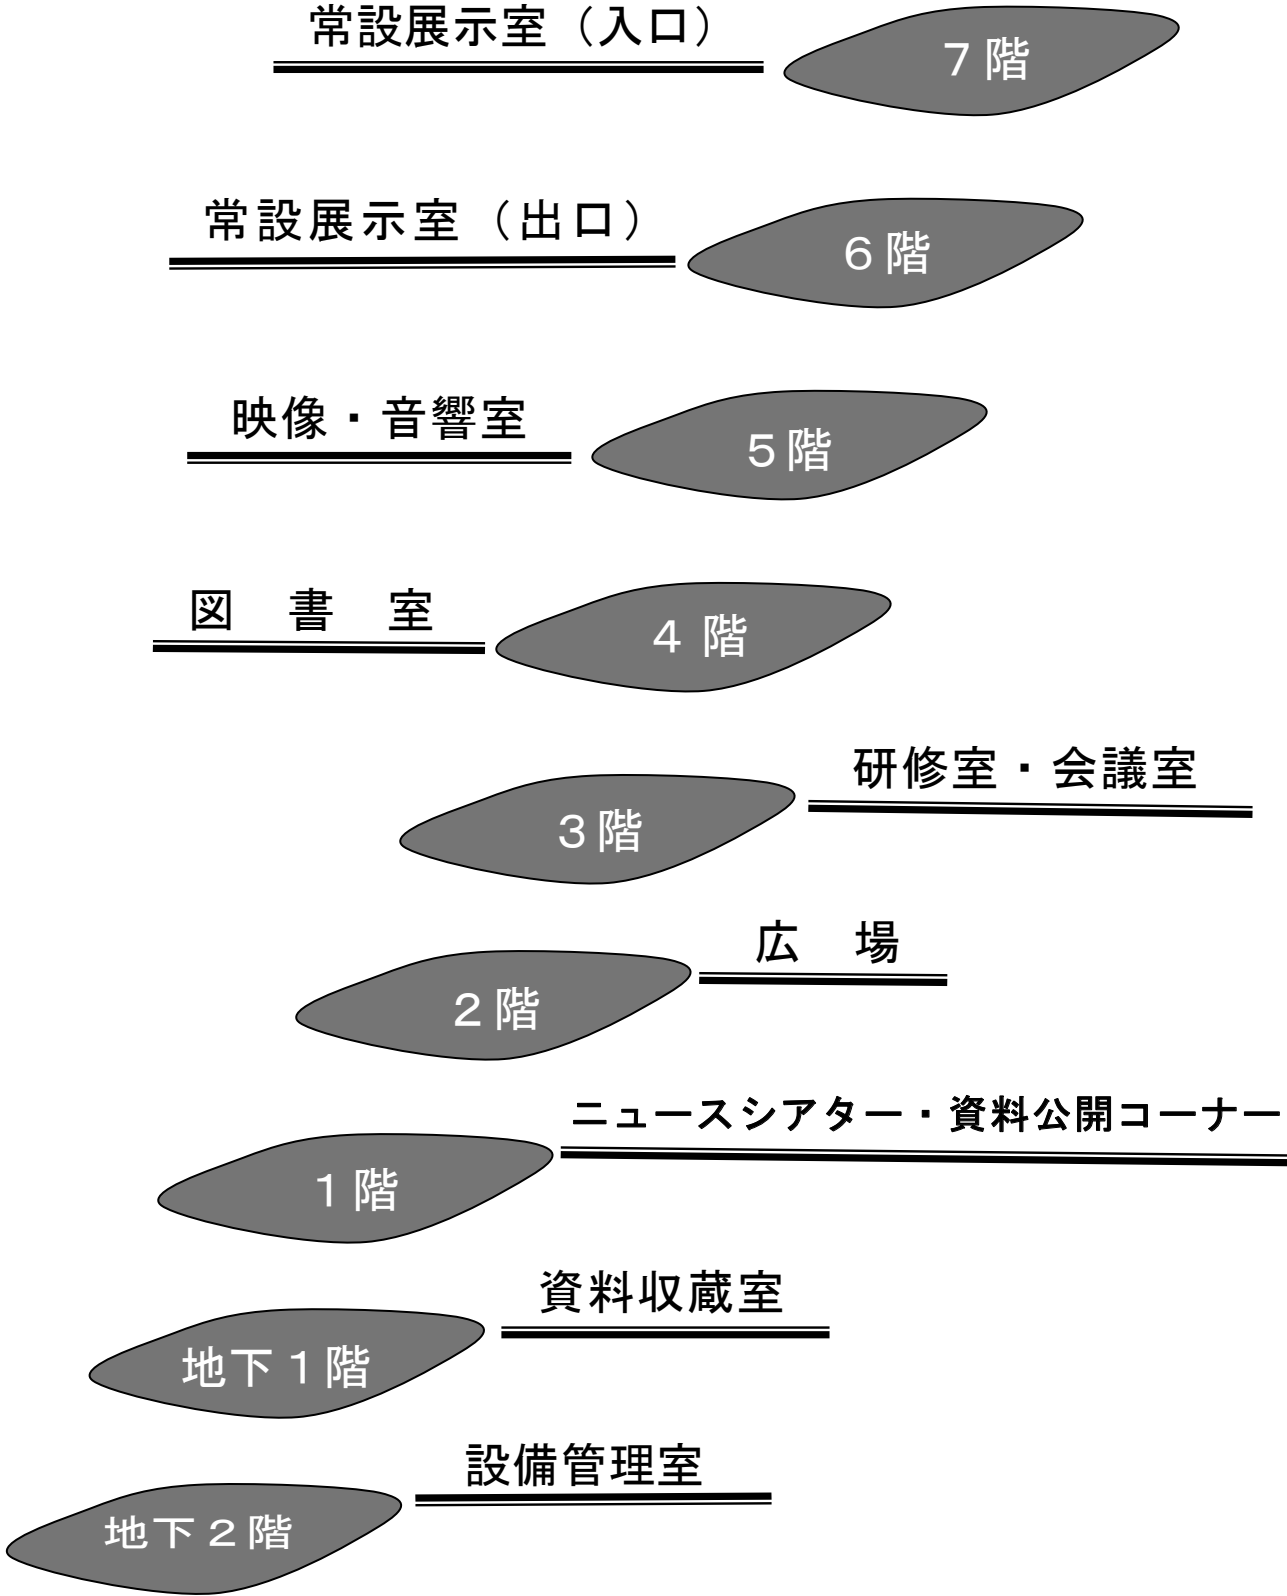 常設展示室（入口）
７階
常設展示室（出口）
６階
映像・音響室
５階
図　書　室
４階
研修室・会議室
３階
広　場
２階
ニュースシアター・資料公開コーナー
１階
資料収蔵室
地下１階
設備管理室
地下２階